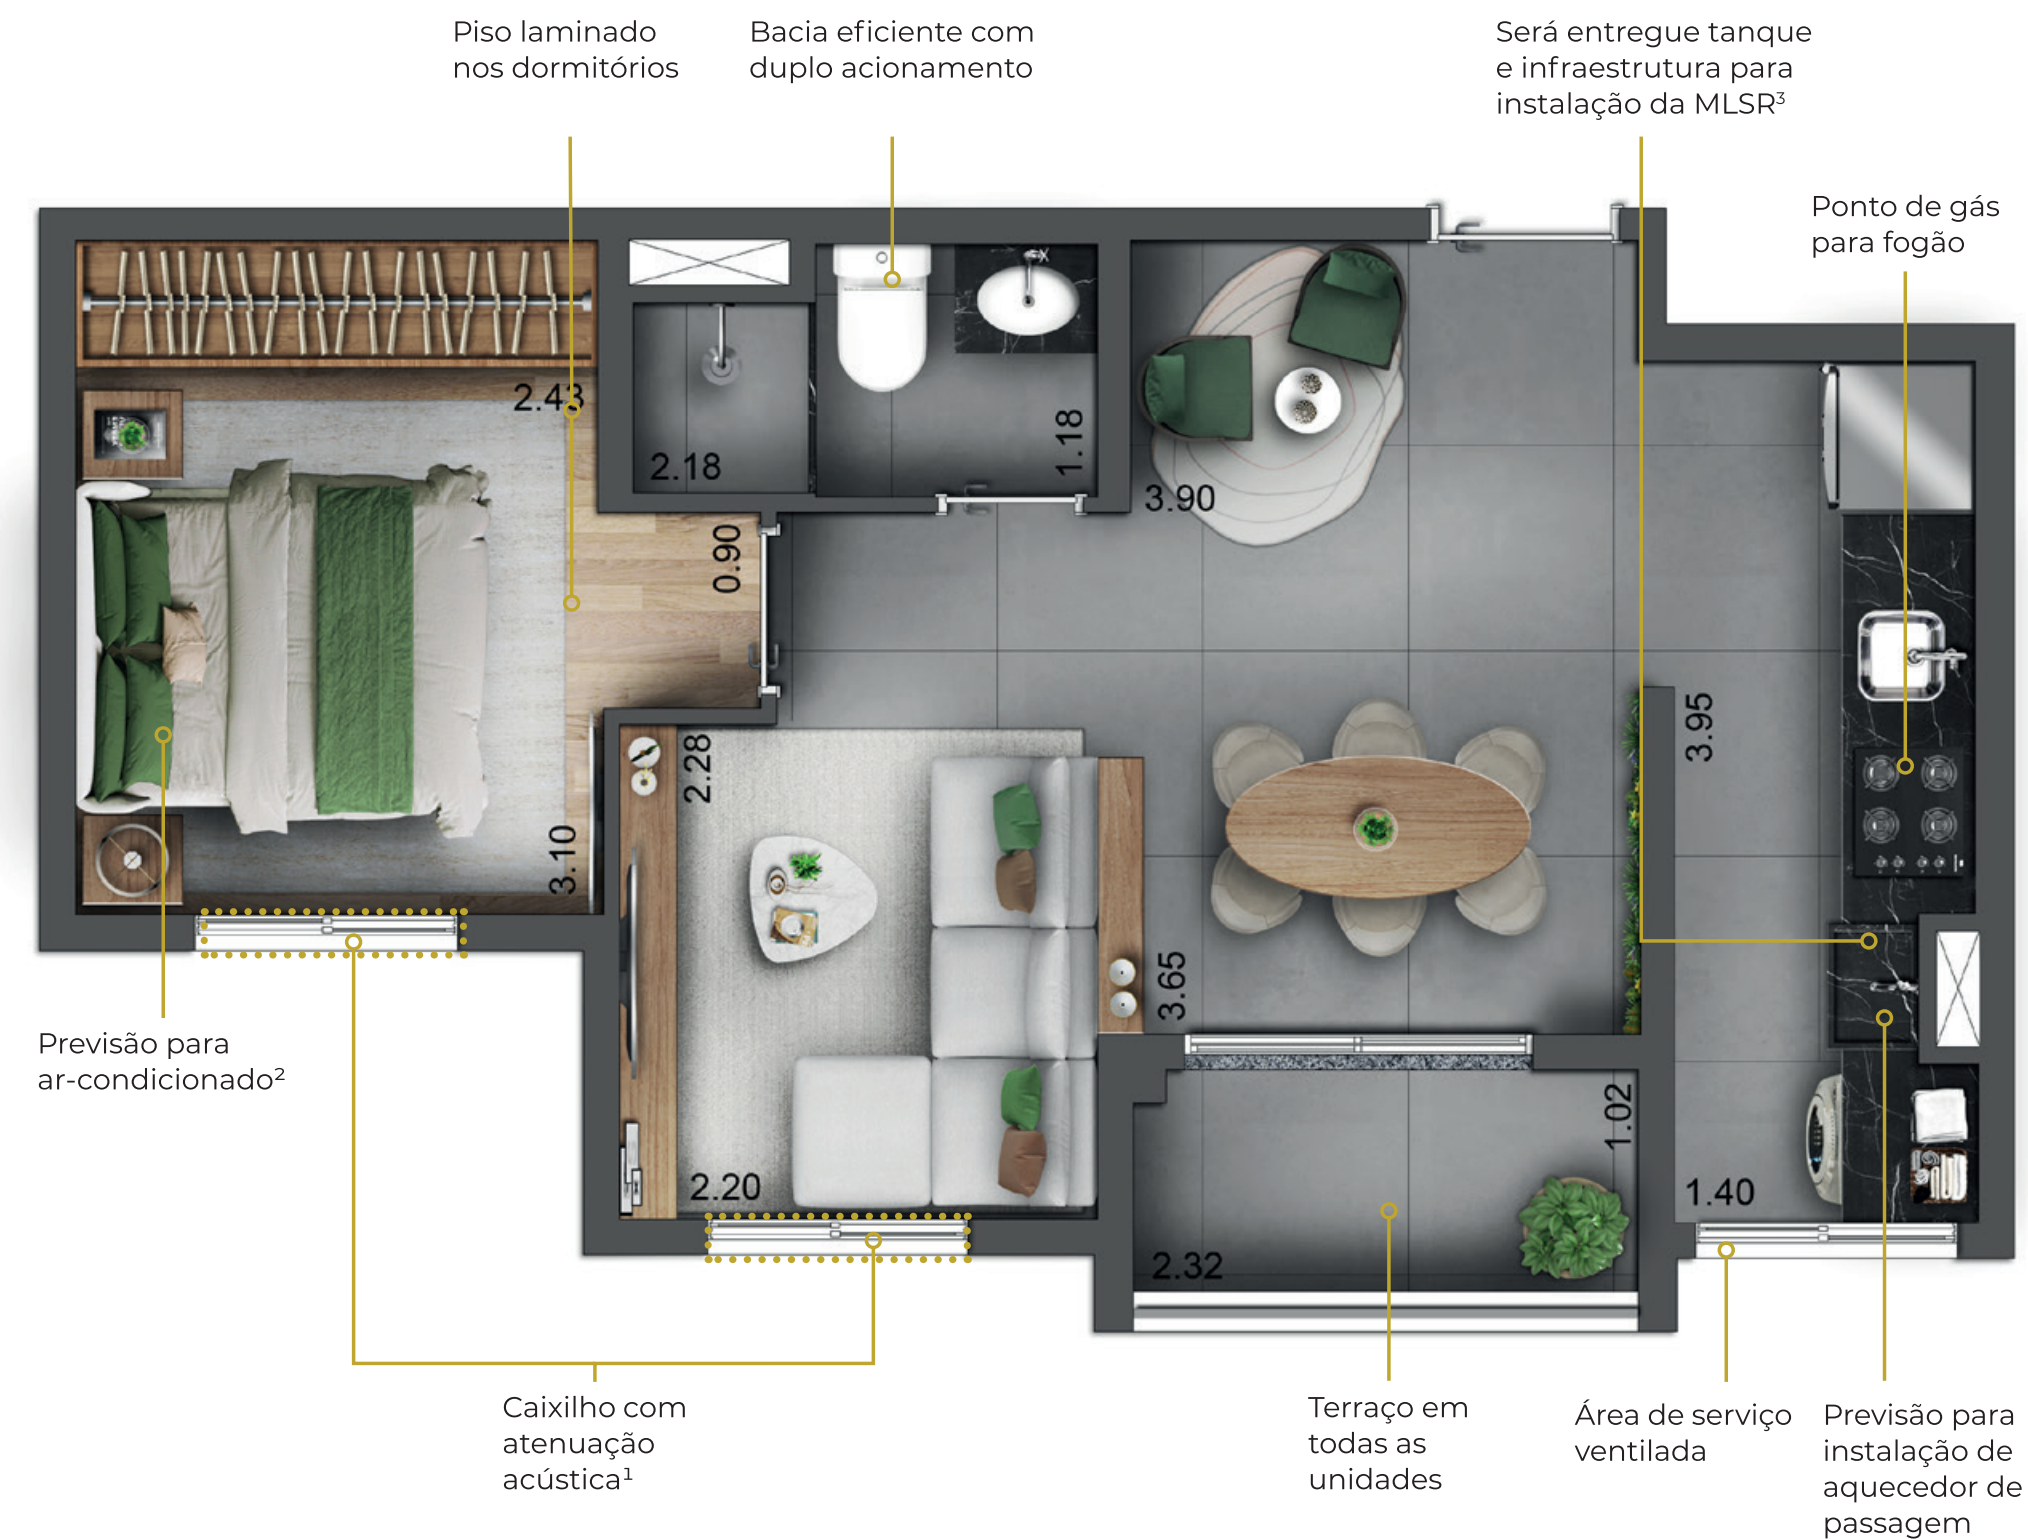 Piso laminado
nos dormitórios
Bacia eficiente com
duplo acionamento
Será entregue tanque
e infraestrutura para
instalação da MLSR³
Ponto de gás
para fogão
2.43
2.18
1.18
3.90
0.90
2.28
3.95
3.10
3.65
1.02
2.20
1.40
2.32
Previsão para
ar-condicionado²
Caixilho com
atenuação
acústica¹
Terraço em
todas as
unidades
Área de serviço
ventilada
Previsão para
instalação de
aquecedor de
passagem